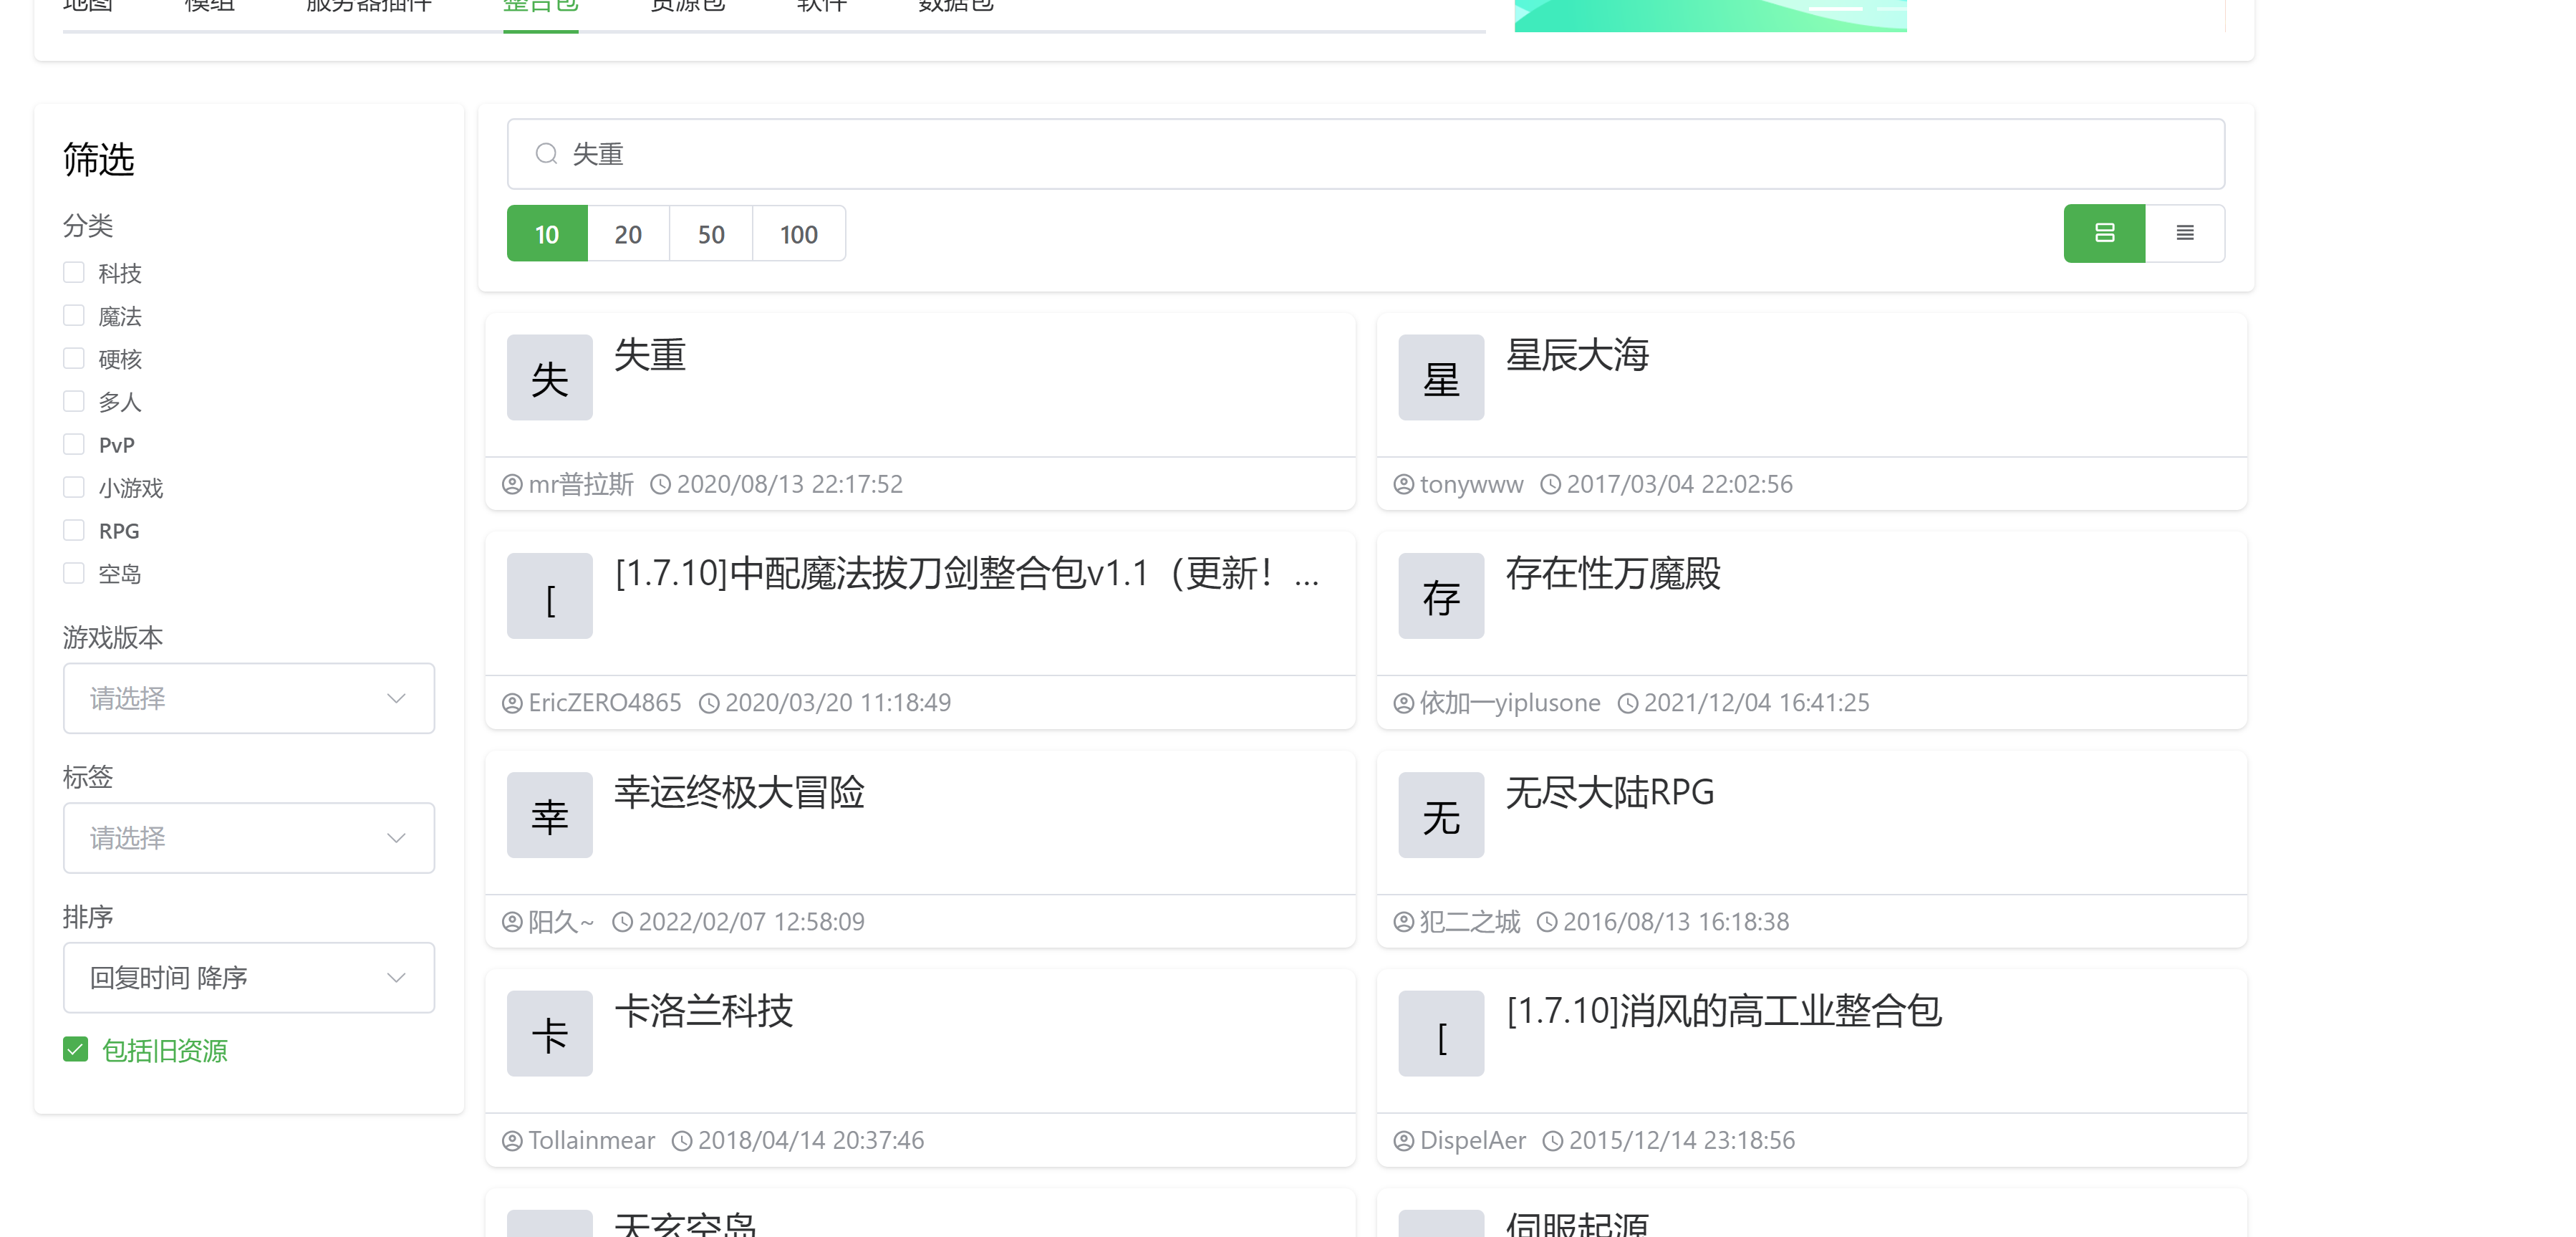 地图 模组 服务器插件 整合包 资源包 软件 数据包
筛选
分类
科技
魔法
硬核
多人
PvP
小游戏
RPG
空岛
游戏版本
请选择
标签
请选择
排序
回复时间 降序
包括旧资源
失重
10 20 50 100
失
失重
mr普拉斯 2020/08/13 22:17:52
星
星辰大海
tonywww 2017/03/04 22:02:56
[
[1.7.10]中配魔法拔刀剑整合包v1.1（更新！...
EricZERO4865 2020/03/20 11:18:49
存
存在性万魔殿
依加一yiplusone 2021/12/04 16:41:25
幸
幸运终极大冒险
阳久~ 2022/02/07 12:58:09
无
无尽大陆RPG
犯二之城 2016/08/13 16:18:38
卡
卡洛兰科技
Tollainmear 2018/04/14 20:37:46
[
[1.7.10]消风的高工业整合包
DispelAer 2015/12/14 23:18:56
天玄空岛
伺服起源